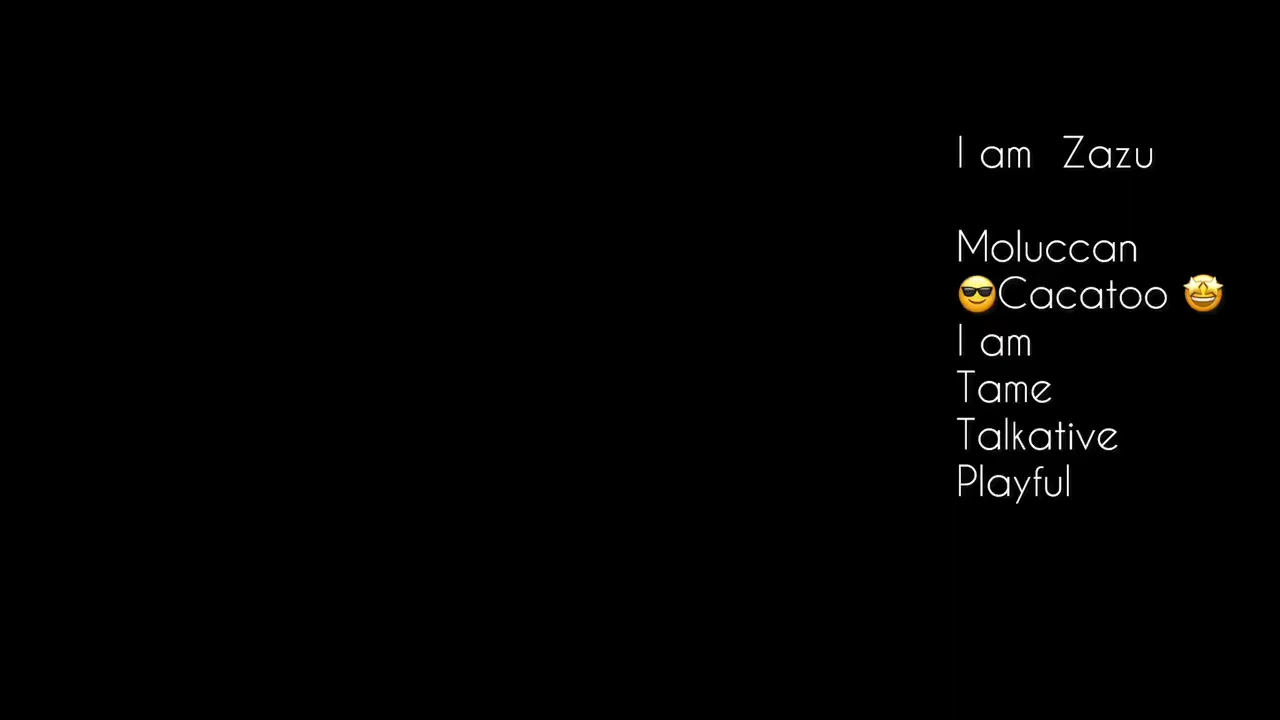 I am  Zazu
Moluccan
😎Cacatoo 🤩
I am
Tame
Talkative
Playful